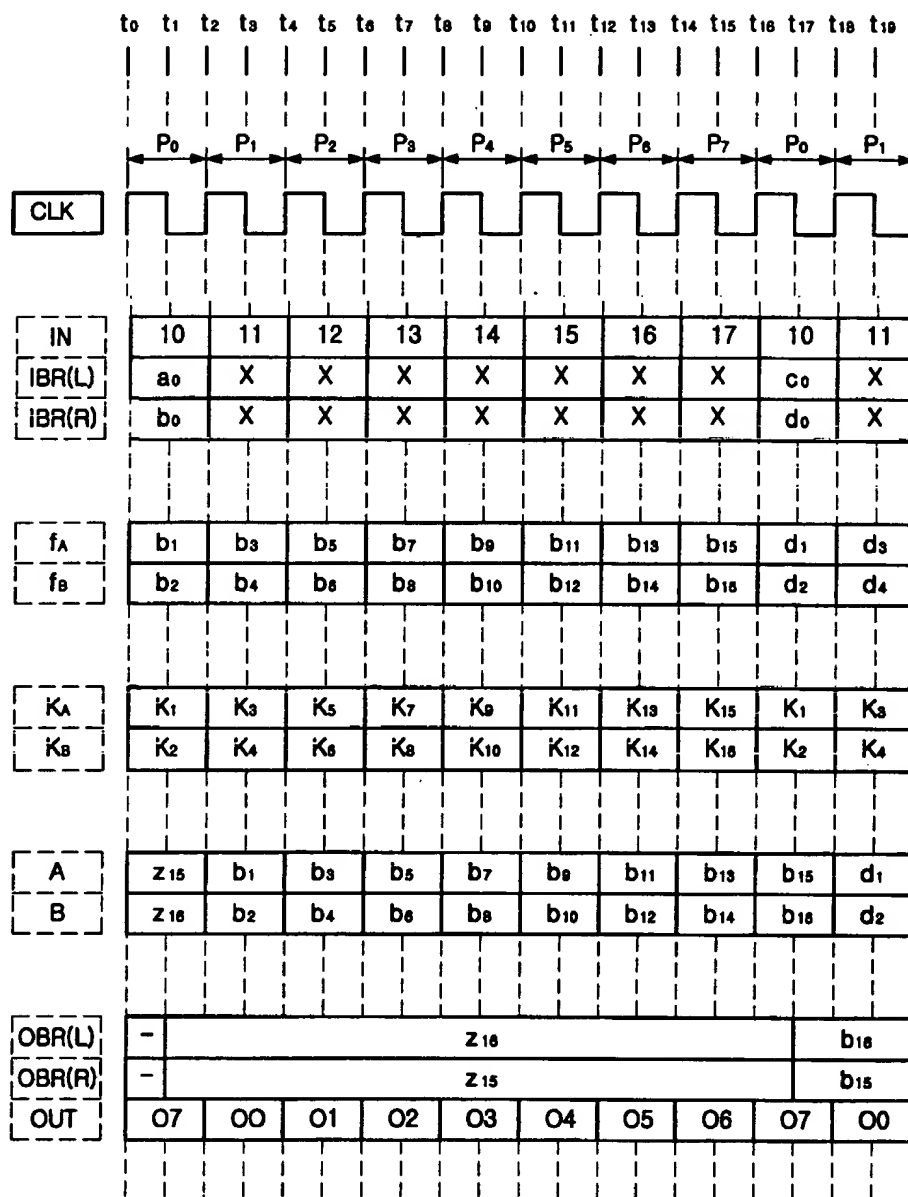 t0 t1 t2 t3 t4 t5 t6 t7 t8 t9 t10 t11 t12 t13 t14 t15 t16 t17 t18 t19
P0 P1 P2 P3 P4 P5 P6 P7 P0 P1
CLK
IN 10 11 12 13 14 15 16 17 10 11
IBR(L) a0 X X X X X X X c0 X
IBR(R) b0 X X X X X X X d0 X
fA b1 b3 b5 b7 b9 b11 b13 b15 d1 d3
fB b2 b4 b6 b8 b10 b12 b14 b16 d2 d4
KA K1 K3 K5 K7 K9 K11 K13 K15 K1 K3
KB K2 K4 K6 K8 K10 K12 K14 K16 K2 K4
A z15 b1 b3 b5 b7 b9 b11 b13 b15 d1
B z16 b2 b4 b6 b8 b10 b12 b14 b16 d2
OBR(L) - z16 b16
OBR(R) - z15 b15
OUT O7 O0 O1 O2 O3 O4 O5 O6 O7 O0